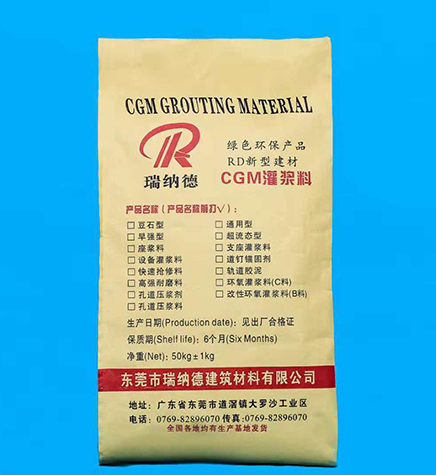 CGM GROUTING MATERIAL
R
瑞纳德
绿色环保产品
RD新型建材
CGM灌浆料
产品名称(产品名称前打√):
□豆石型
□通用型
□早强型
□超流态型
□座浆料
□支座灌浆料
□设备灌浆料
□道钉锚固剂
□快速抢修料
□轨道胶泥
□高强耐磨料
□环氧灌浆料(C料)
□孔道压浆剂
□改性环氧灌浆料(B料)
□孔道压浆料
生产日期(Production date): 见出厂合格证
保质期(Shelf life): 6个月(Six Months)
净重(Net): 50kg±1kg
东莞市瑞纳德建筑材料有限公司
地址: 广东省东莞市道滘镇大罗沙工业区
电话: 0769-82896070 传真:0769-82896070
全国各地均有生产基地发货